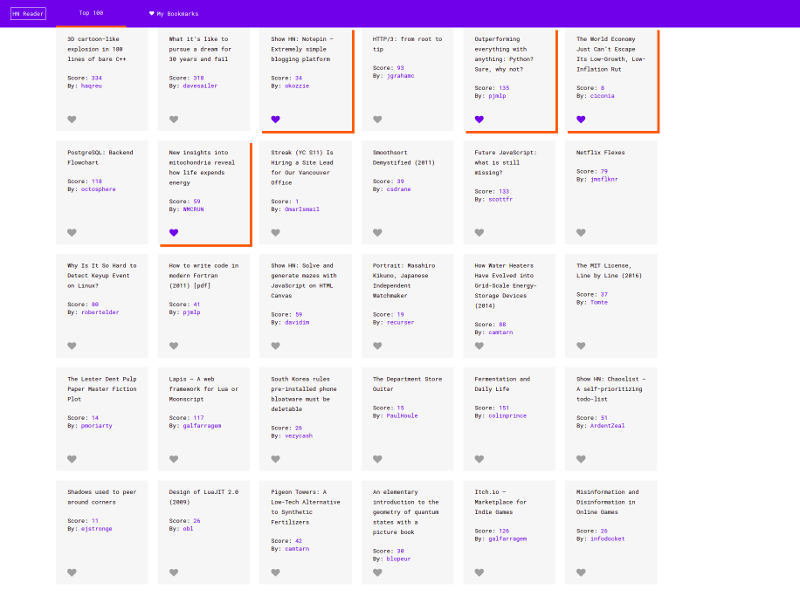 HN Reader
Top 100
My Bookmarks
3D cartoon-like
explosion in 180
lines of bare C++
Score: 334
By: haqreu
What it's like to
pursue a dream for
30 years and fail
Score: 318
By: davesailer
Show HN: Notepin –
Extremely simple
blogging platform
Score: 34
By: skozzie
HTTP/3: from root to
tip
Score: 93
By: jgrahamc
Outperforming
everything with
anything: Python?
Sure, why not?
Score: 135
By: pjmlp
The World Economy
Just Can't Escape
Its Low-Growth, Low-
Inflation Rut
Score: 8
By: ciconia
PostgreSQL: Backend
Flowchart
Score: 118
By: octosphere
New insights into
mitochondria reveal
how life expends
energy
Score: 59
By: WMCRUN
Streak (YC S11) Is
Hiring a Site Lead
for Our Vancouver
Office
Score: 1
By: OmarIsmail
Smoothsort
Demystified (2011)
Score: 39
By: csdrane
Future JavaScript:
what is still
missing?
Score: 133
By: scottfr
Netflix Flexes
Score: 79
By: jmsflknr
Why Is It So Hard to
Detect Keyup Event
on Linux?
Score: 80
By: robertelder
How to write code in
modern Fortran
(2011) [pdf]
Score: 41
By: pjmlp
Show HN: Solve and
generate mazes with
JavaScript on HTML
Canvas
Score: 59
By: davidim
Portrait: Masahiro
Kikuno, Japanese
Independent
Watchmaker
Score: 19
By: recurser
How Water Heaters
Have Evolved into
Grid-Scale Energy-
Storage Devices
(2014)
Score: 88
By: camtarn
The MIT License,
Line by Line (2016)
Score: 37
By: Tomte
The Lester Dent Pulp
Paper Master Fiction
Plot
Score: 14
By: pmoriarty
Lapis – A web
framework for Lua or
Moonscript
Score: 117
By: galfarragem
South Korea rules
pre-installed phone
bloatware must be
deletable
Score: 26
By: vezycash
The Department Store
Guitar
Score: 15
By: PaulHoule
Fermentation and
Daily Life
Score: 151
By: colinprince
Show HN: Chaoslist –
A self-prioritizing
todo-list
Score: 51
By: ArdentZeal
Shadows used to peer
around corners
Score: 11
By: ejstronge
Design of LuaJIT 2.0
(2009)
Score: 26
By: obl
Pigeon Towers: A
Low-Tech Alternative
to Synthetic
Fertilizers
Score: 42
By: camtarn
An elementary
introduction to the
geometry of quantum
states with a
picture book
Score: 30
By: blopeur
Itch.io –
Marketplace for
Indie Games
Score: 126
By: galfarragem
Misinformation and
Disinformation in
Online Games
Score: 26
By: infodocket